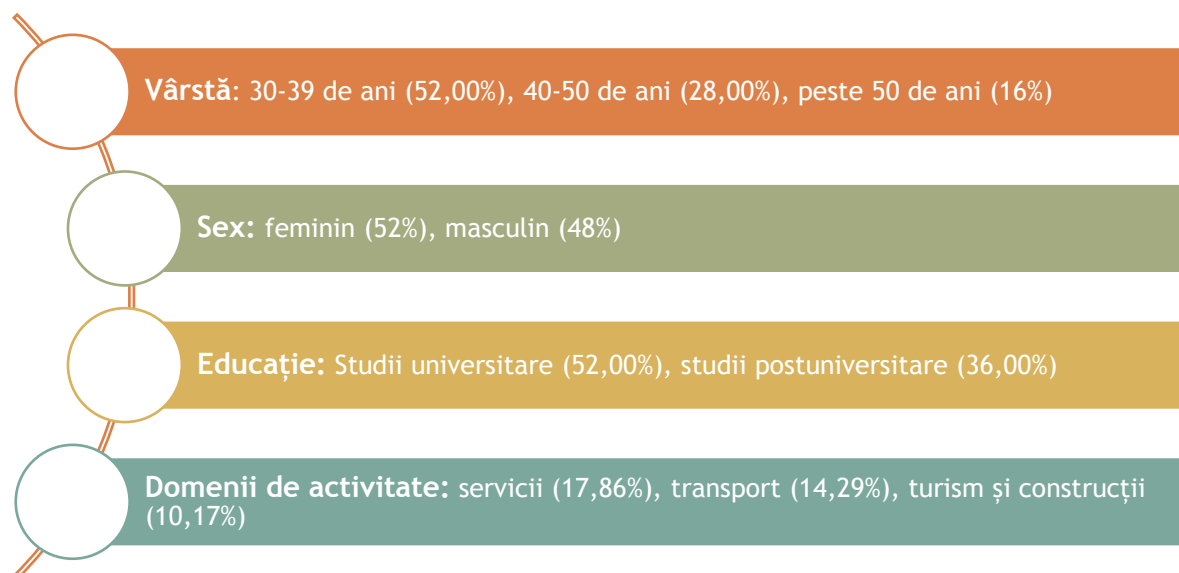 Vârstă: 30-39 de ani (52,00%), 40-50 de ani (28,00%), peste 50 de ani (16%)
Sex: feminin (52%), masculin (48%)
Educație: Studii universitare (52,00%), studii postuniversitare (36,00%)
Domenii de activitate: servicii (17,86%), transport (14,29%), turism și construcții
(10,17%)